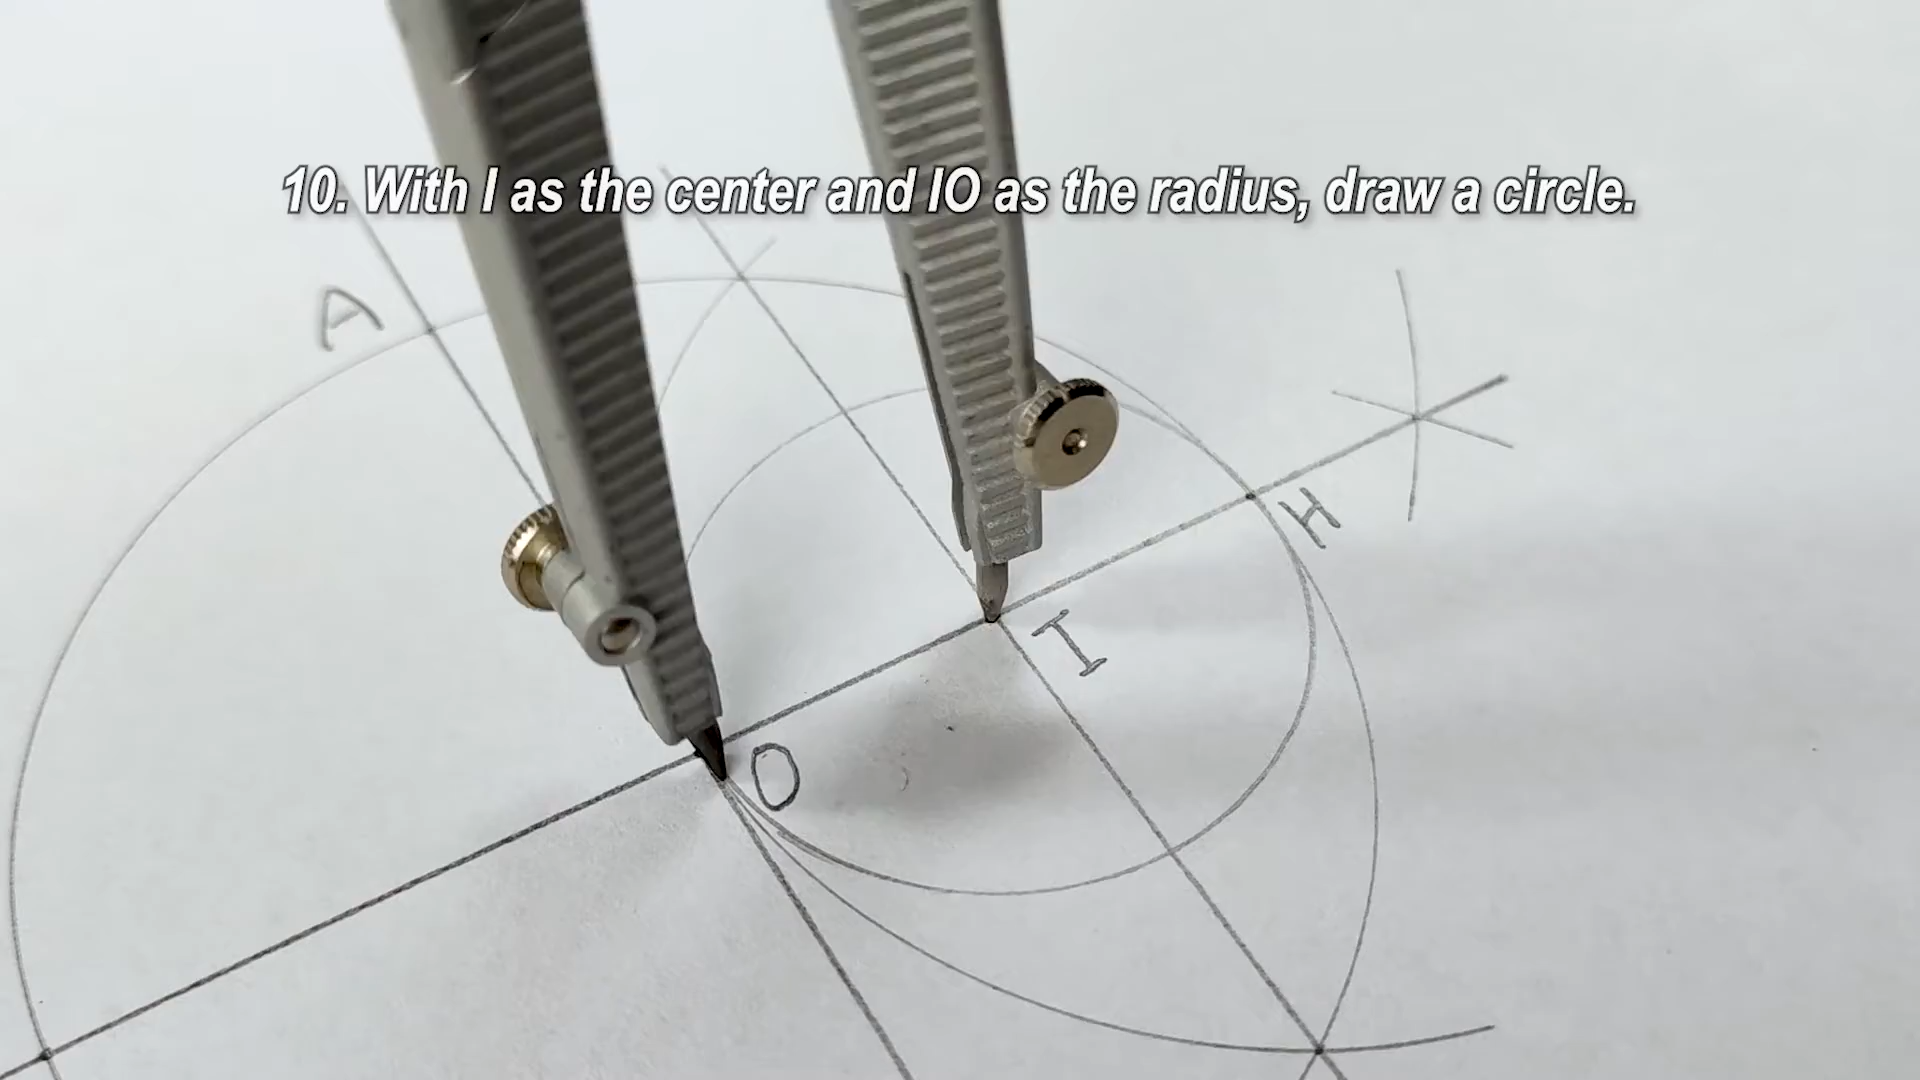 10. With I as the center and IO as the radius, draw a circle.
A
H
I
O